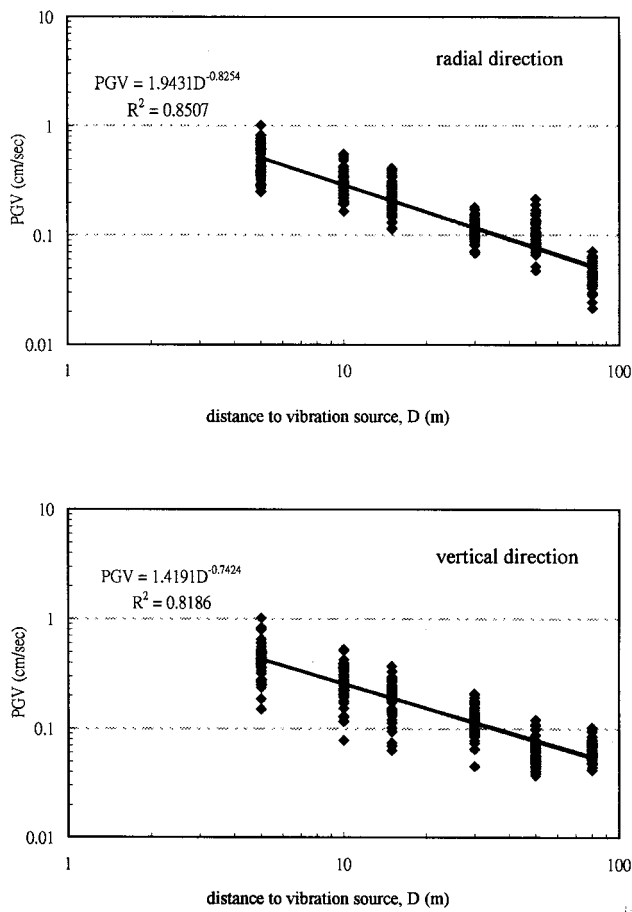 10
radial direction
PGV = 1.9431D^-0.8254
R^2 = 0.8507
1
PGV (cm/sec)
0.1
0.01
1
10
100
distance to vibration source, D (m)
10
vertical direction
PGV = 1.4191D^-0.7424
R^2 = 0.8186
1
PGV (cm/sec)
0.1
0.01
1
10
100
distance to vibration source, D (m)